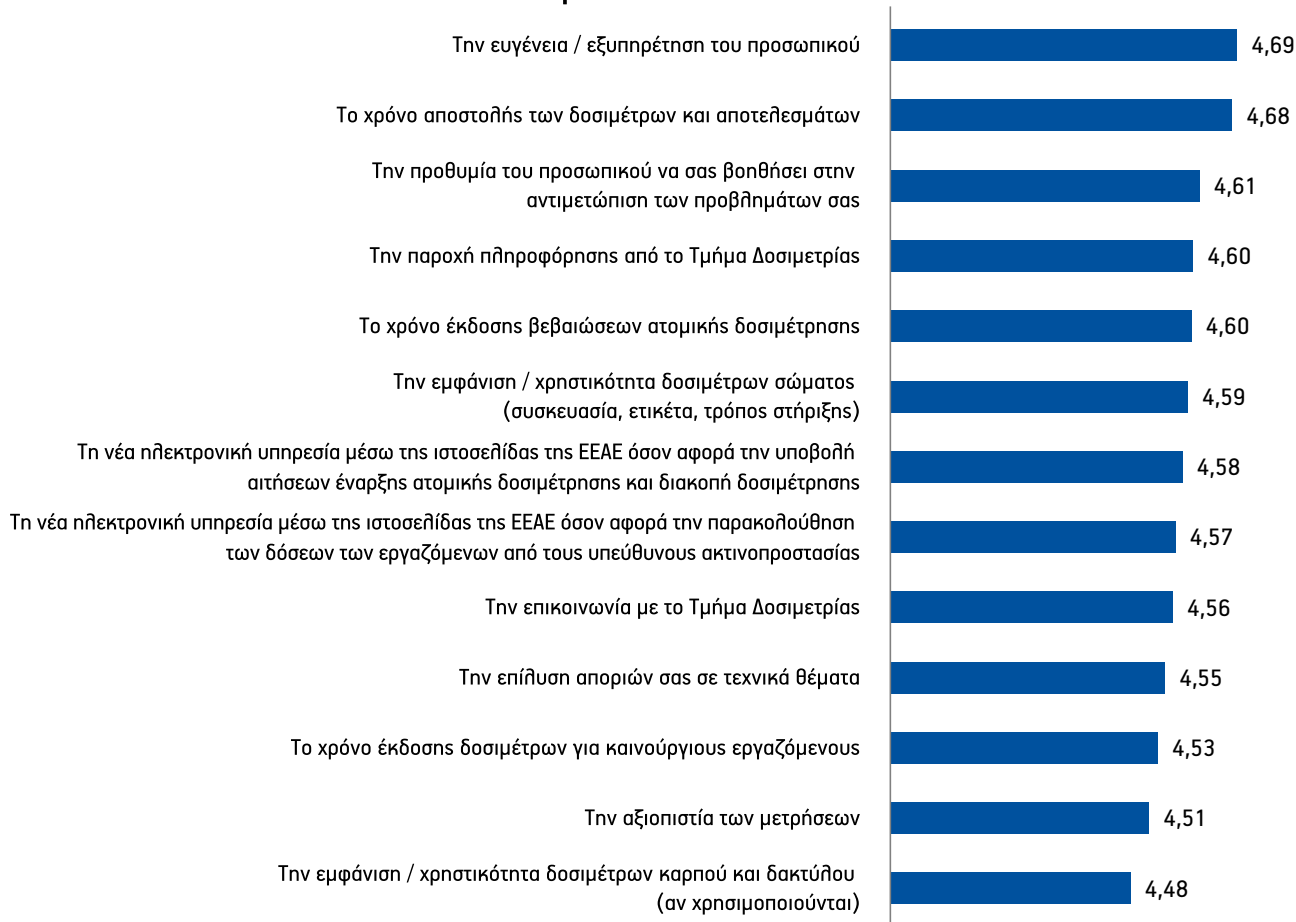 Την ευγένεια / εξυπηρέτηση του προσωπικού
4,69
Το χρόνο αποστολής των δοσιμέτρων και αποτελεσμάτων
4,68
Την προθυμία του προσωπικού να σας βοηθήσει στην
αντιμετώπιση των προβλημάτων σας
4,61
Την παροχή πληροφόρησης από το Τμήμα Δοσιμετρίας
4,60
Το χρόνο έκδοσης βεβαιώσεων ατομικής δοσιμέτρησης
4,60
Την εμφάνιση / χρηστικότητα δοσιμέτρων σώματος
(συσκευασία, ετικέτα, τρόπος στήριξης)
4,59
Τη νέα ηλεκτρονική υπηρεσία μέσω της ιστοσελίδας της ΕΕΑΕ όσον αφορά την υποβολή
αιτήσεων έναρξης ατομικής δοσιμέτρησης και διακοπή δοσιμέτρησης
4,58
Τη νέα ηλεκτρονική υπηρεσία μέσω της ιστοσελίδας της ΕΕΑΕ όσον αφορά την παρακολούθηση
των δόσεων των εργαζόμενων από τους υπεύθυνους ακτινοπροστασίας
4,57
Την επικοινωνία με το Τμήμα Δοσιμετρίας
4,56
Την επίλυση αποριών σας σε τεχνικά θέματα
4,55
Το χρόνο έκδοσης δοσιμέτρων για καινούργιους εργαζόμενους
4,53
Την αξιοπιστία των μετρήσεων
4,51
Την εμφάνιση / χρηστικότητα δοσιμέτρων καρπού και δακτύλου
(αν χρησιμοποιούνται)
4,48